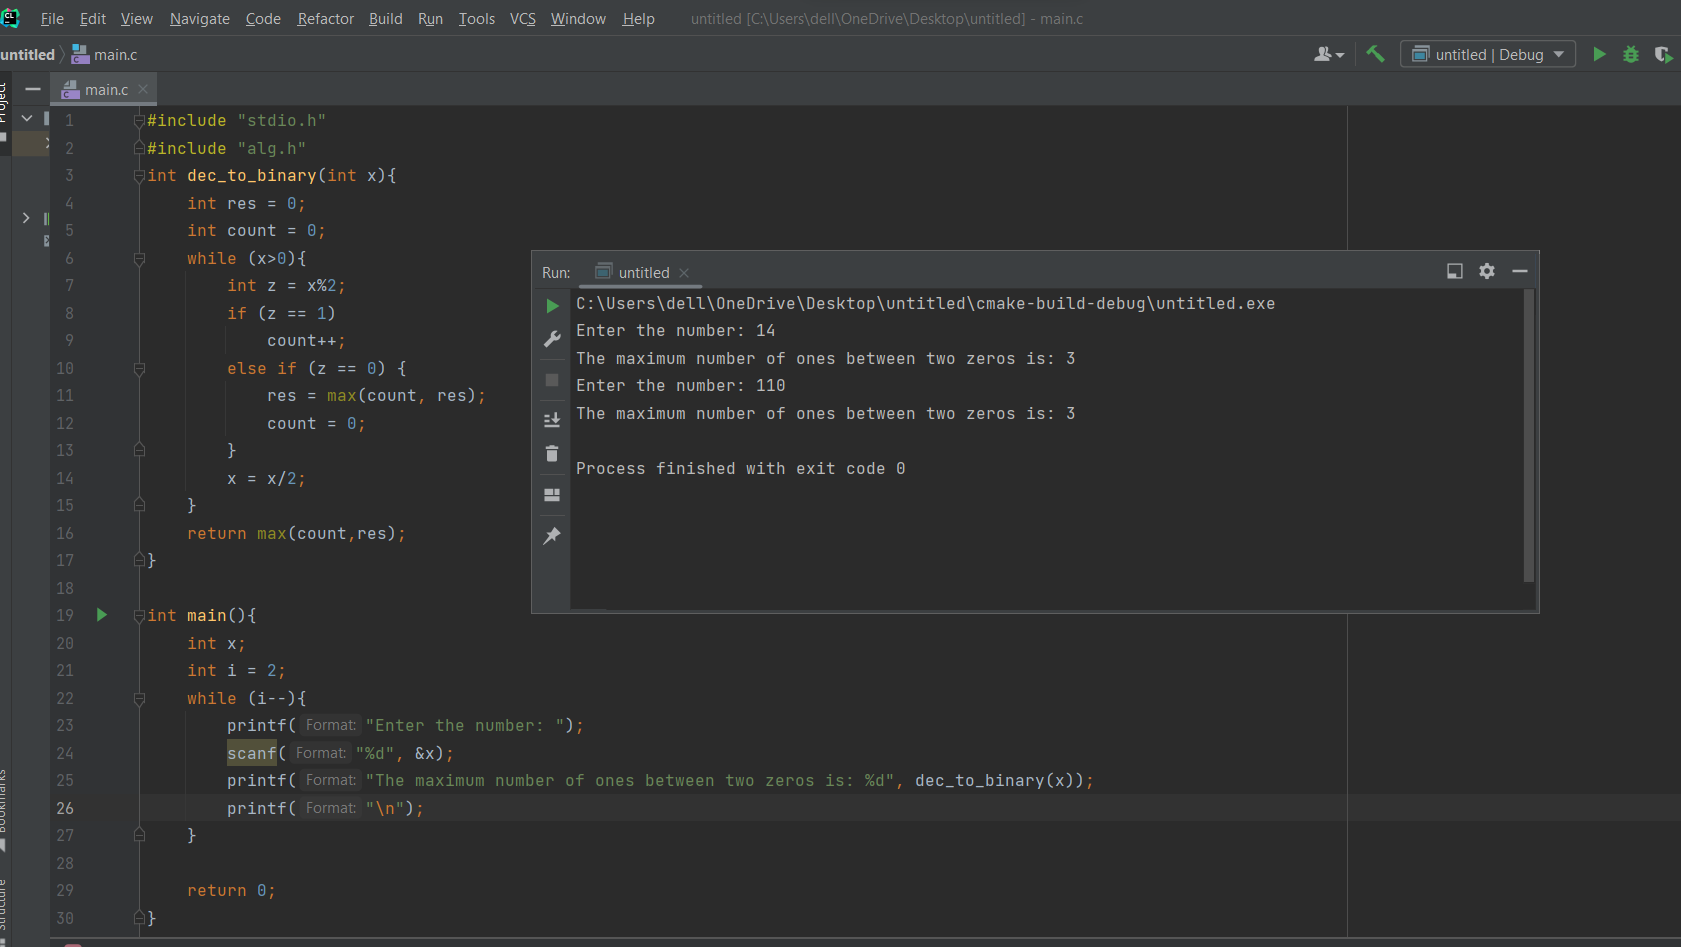 File Edit View Navigate Code Refactor Build Run Tools VCS Window Help untitled [C:\Users\dell\OneDrive\Desktop\untitled] - main.c
untitled main.c untitled | Debug
Project
main.c
1 #include "stdio.h"
2 #include "alg.h"
3 int dec_to_binary(int x){
4 int res = 0;
5 int count = 0;
6 while (x>0){
7 int z = x%2;
8 if (z == 1)
9 count++;
10 else if (z == 0) {
11 res = max(count, res);
12 count = 0;
13 }
14 x = x/2;
15 }
16 return max(count,res);
17 }
18
19 int main(){
20 int x;
21 int i = 2;
22 while (i--){
23 printf( Format: "Enter the number: ");
24 scanf( Format: "%d", &x);
25 printf( Format: "The maximum number of ones between two zeros is: %d", dec_to_binary(x));
26 printf( Format: "\n");
27 }
28
29 return 0;
30 }
Run: untitled
C:\Users\dell\OneDrive\Desktop\untitled\cmake-build-debug\untitled.exe
Enter the number: 14
The maximum number of ones between two zeros is: 3
Enter the number: 110
The maximum number of ones between two zeros is: 3
Process finished with exit code 0
Bookmarks
Structure